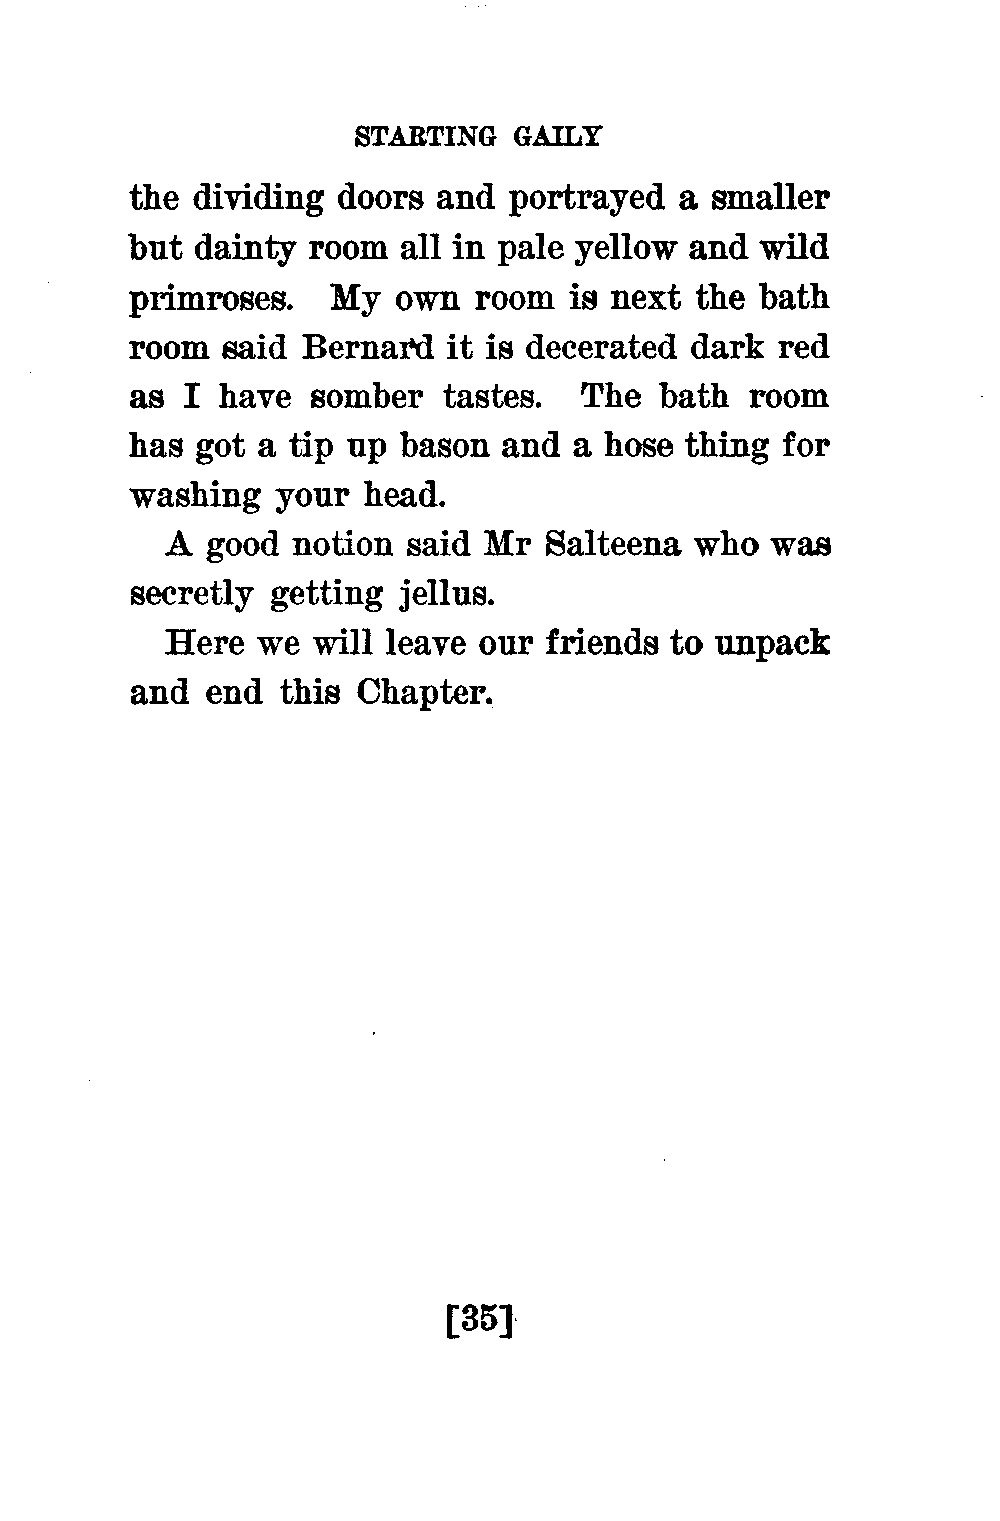 STARTING GAILY
the dividing doors and portrayed a smaller
but dainty room all in pale yellow and wild
primroses. My own room is next the bath
room said Bernard it is decerated dark red
as I have somber tastes. The bath room
has got a tip up bason and a hose thing for
washing your head.
A good notion said Mr Salteena who was
secretly getting jellus.
Here we will leave our friends to unpack
and end this Chapter.
[35]